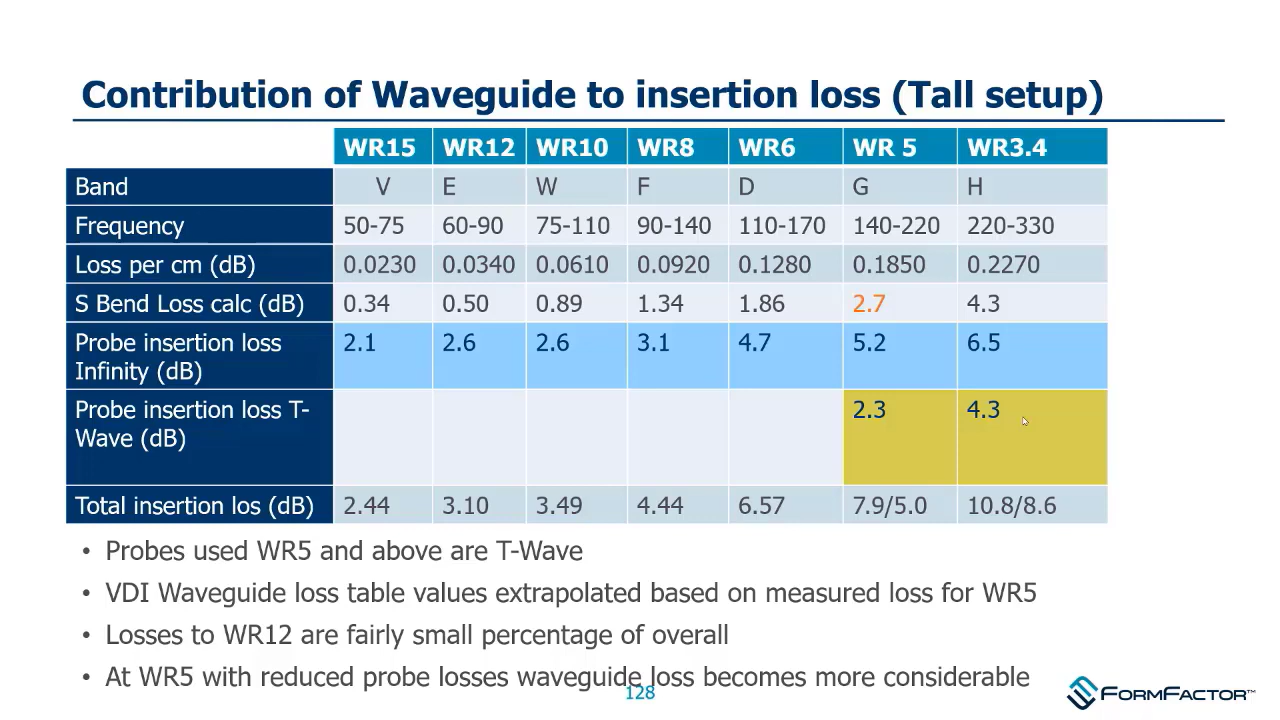 Contribution of Waveguide to insertion loss (Tall setup)
WR15 WR12 WR10 WR8 WR6 WR 5 WR3.4
Band V E W F D G H
Frequency 50-75 60-90 75-110 90-140 110-170 140-220 220-330
Loss per cm (dB) 0.0230 0.0340 0.0610 0.0920 0.1280 0.1850 0.2270
S Bend Loss calc (dB) 0.34 0.50 0.89 1.34 1.86 2.7 4.3
Probe insertion loss 2.1 2.6 2.6 3.1 4.7 5.2 6.5
Infinity (dB)
Probe insertion loss T- 2.3 4.3
Wave (dB)
Total insertion los (dB) 2.44 3.10 3.49 4.44 6.57 7.9/5.0 10.8/8.6
• Probes used WR5 and above are T-Wave
• VDI Waveguide loss table values extrapolated based on measured loss for WR5
• Losses to WR12 are fairly small percentage of overall
• At WR5 with reduced probe losses waveguide loss becomes more considerable
128
FORMFACTOR™